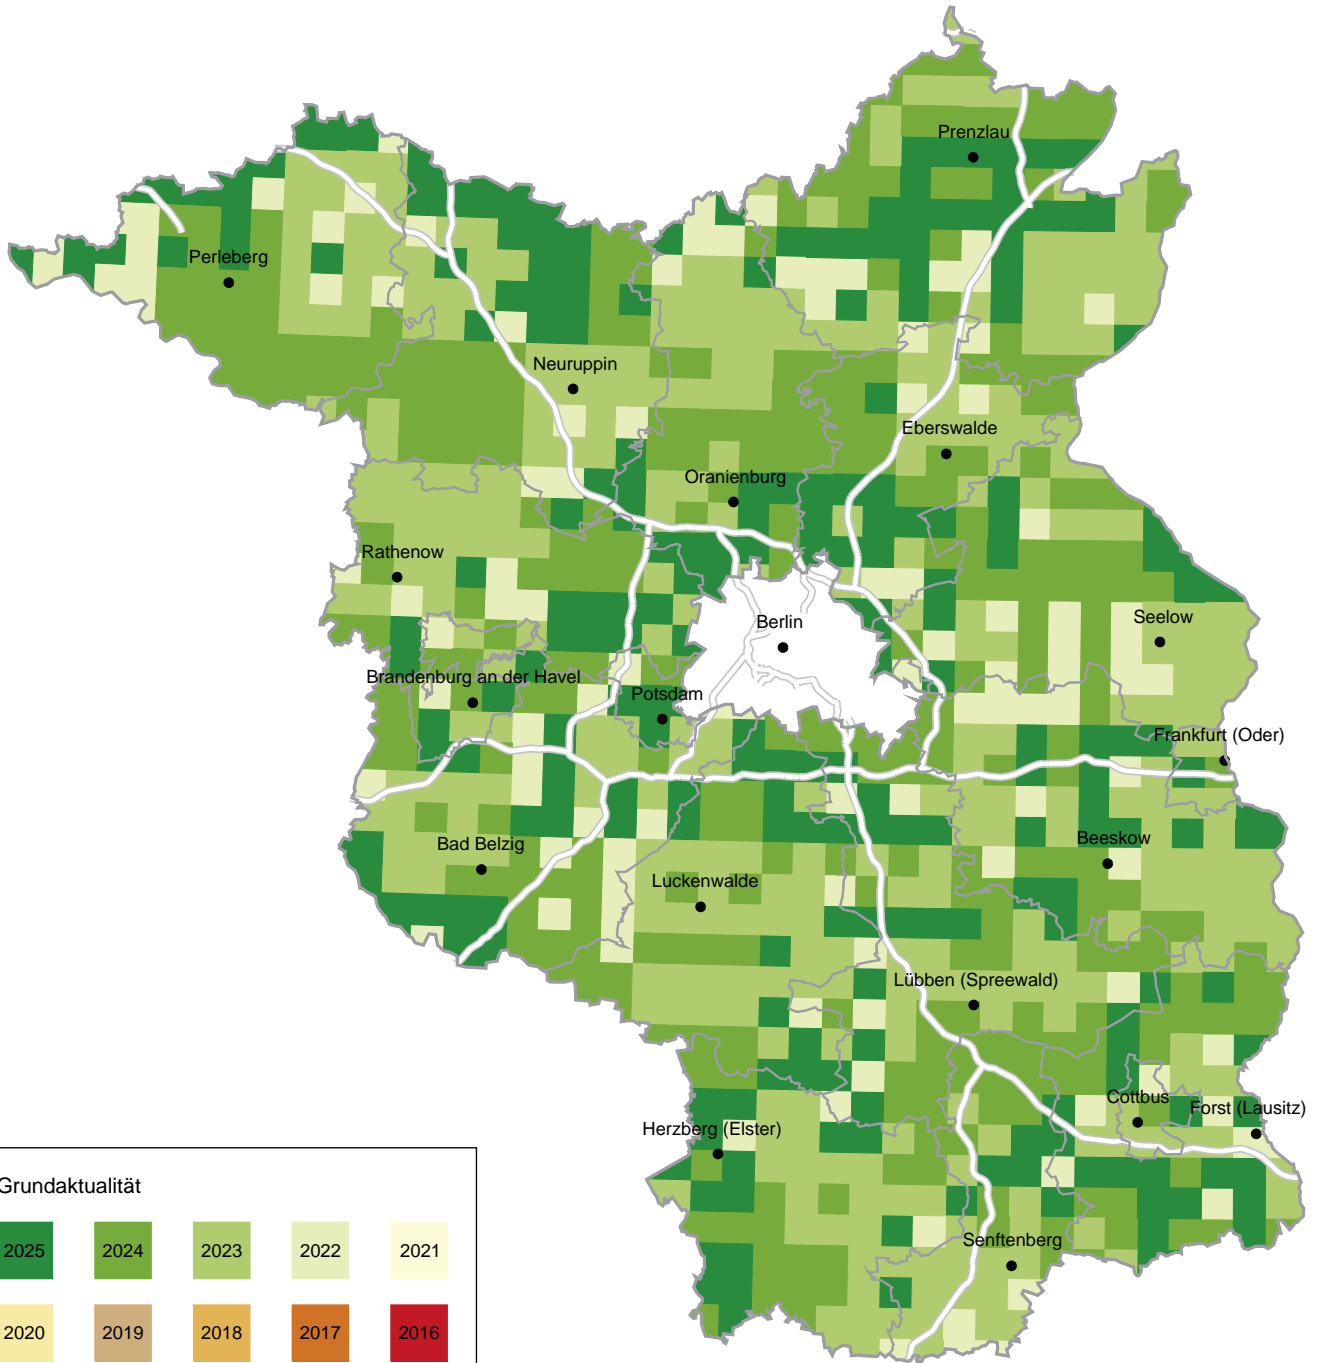 Prenzlau
Perleberg
Neuruppin
Eberswalde
Oranienburg
Rathenow
Berlin
Seelow
Brandenburg an der Havel
Potsdam
Frankfurt (Oder)
Bad Belzig
Beeskow
Luckenwalde
Lübben (Spreewald)
Cottbus
Forst (Lausitz)
Herzberg (Elster)
Senftenberg
Grundaktualität
2025 2024 2023 2022 2021
2020 2019 2018 2017 2016